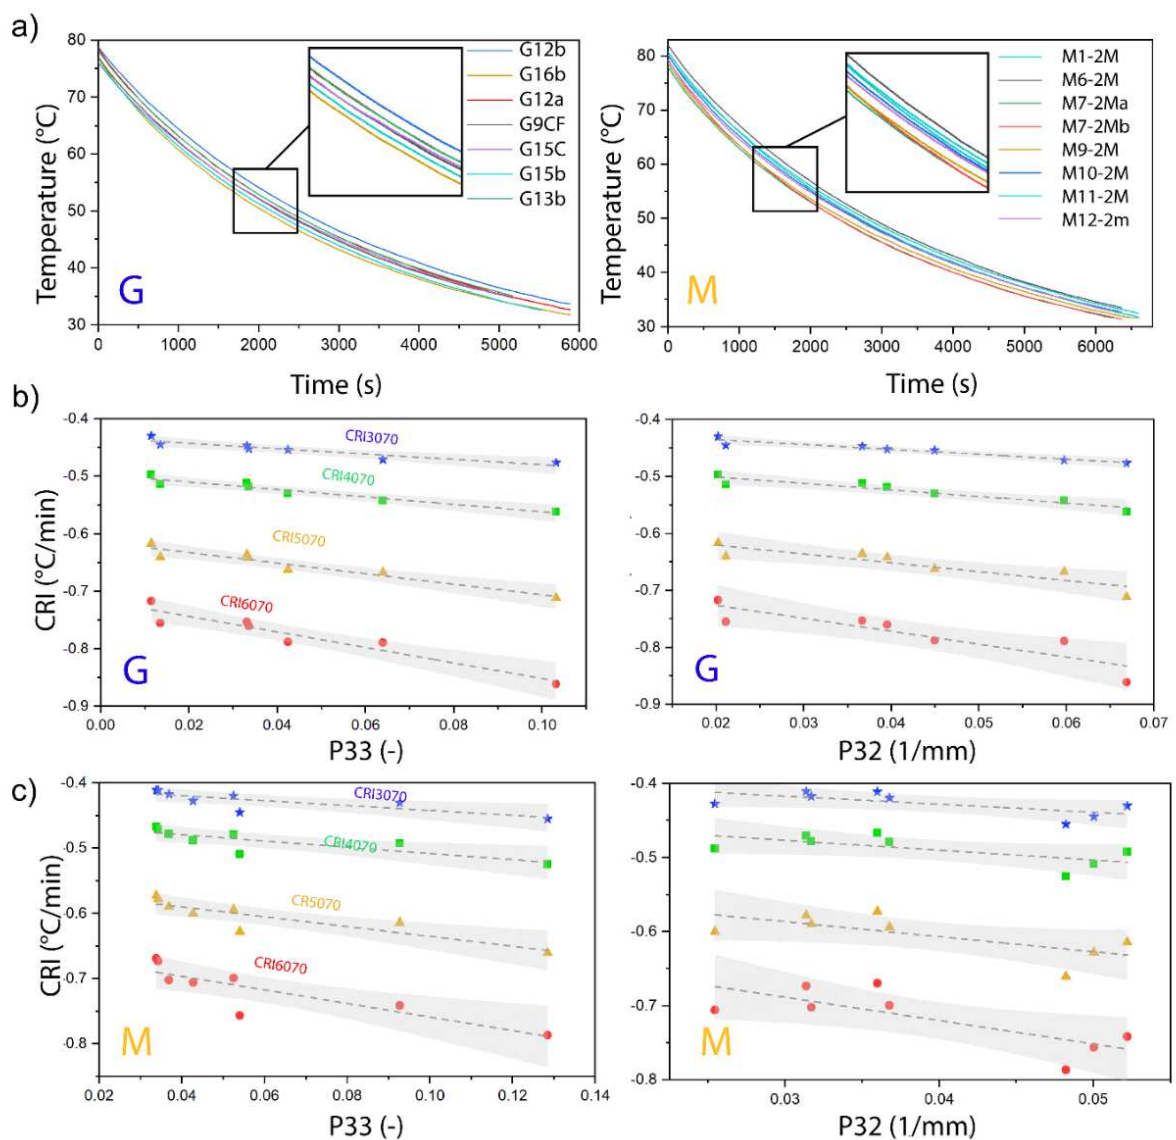 a)
80
70
60
50
40
30
Temperature (°C)
0
1000
2000
3000
4000
5000
6000
Time (s)
G12b
G16b
G12a
G9CF
G15C
G15b
G13b
G
80
70
60
50
40
30
Temperature (°C)
0
1000
2000
3000
4000
5000
6000
Time (s)
M1-2M
M6-2M
M7-2Ma
M7-2Mb
M9-2M
M10-2M
M11-2M
M12-2m
M
b)
-0.4
-0.5
-0.6
-0.7
-0.8
-0.9
CRI (°C/min)
CRI3070
CRI4070
CRI5070
CRI6070
G
0.00
0.02
0.04
0.06
0.08
0.10
P33 (-)
-0.4
-0.5
-0.6
-0.7
-0.8
-0.9
G
0.02
0.03
0.04
0.05
0.06
0.07
P32 (1/mm)
c)
-0.4
-0.5
-0.6
-0.7
-0.8
CRI (°C/min)
CRI3070
CRI4070
CR5070
CRI6070
M
0.02
0.04
0.06
0.08
0.10
0.12
0.14
P33 (-)
-0.4
-0.5
-0.6
-0.7
-0.8
M
0.03
0.04
0.05
P32 (1/mm)